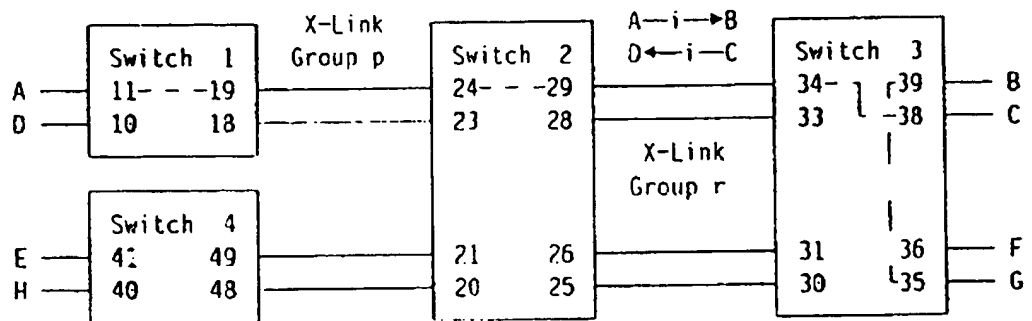 X-Link
Group p
A—i→B
D←i—C
Switch 1
11- - -19
10 18
A
D
Switch 2
24- - -29
23 28
21 26
20 25
X-Link
Group r
Switch 3
34- 39
33 -38
31 36
30 35
B
C
F
G
Switch 4
41 49
40 48
E
H